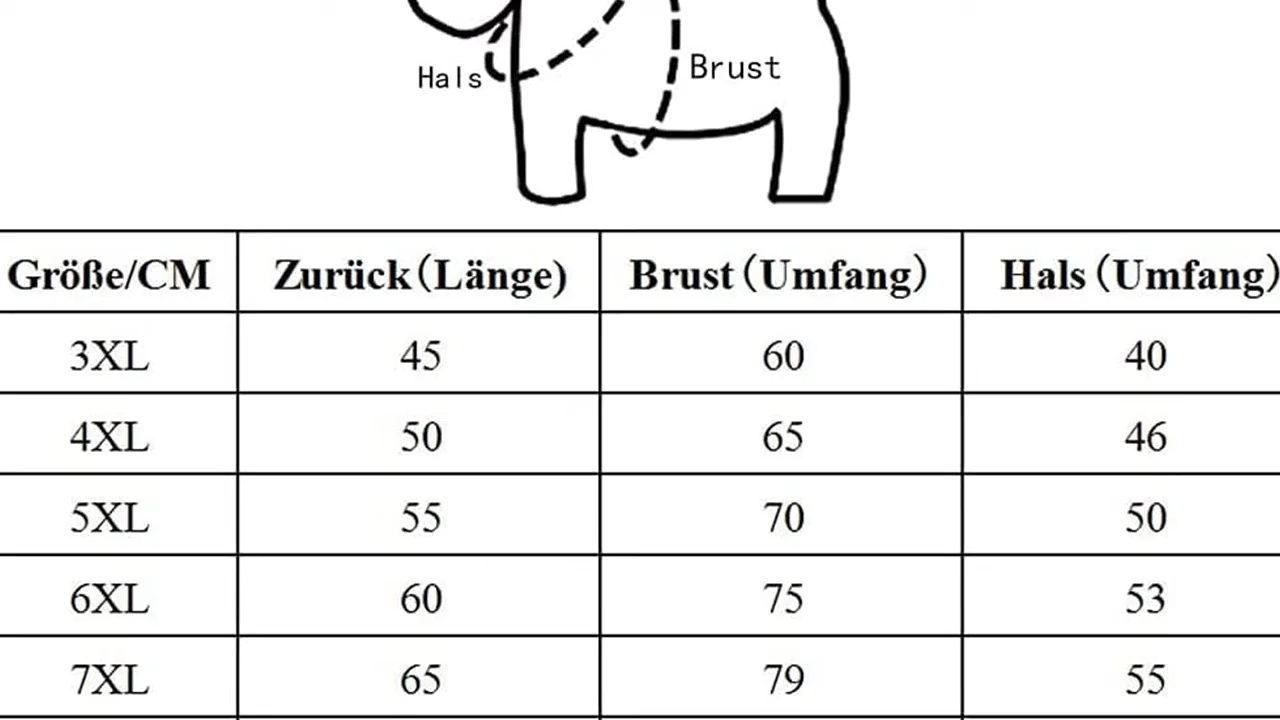 Hals
Brust
Größe/CM Zurück（Länge) Brust（Umfang） Hals（Umfang）
3XL 45 60 40
4XL 50 65 46
5XL 55 70 50
6XL 60 75 53
7XL 65 79 55